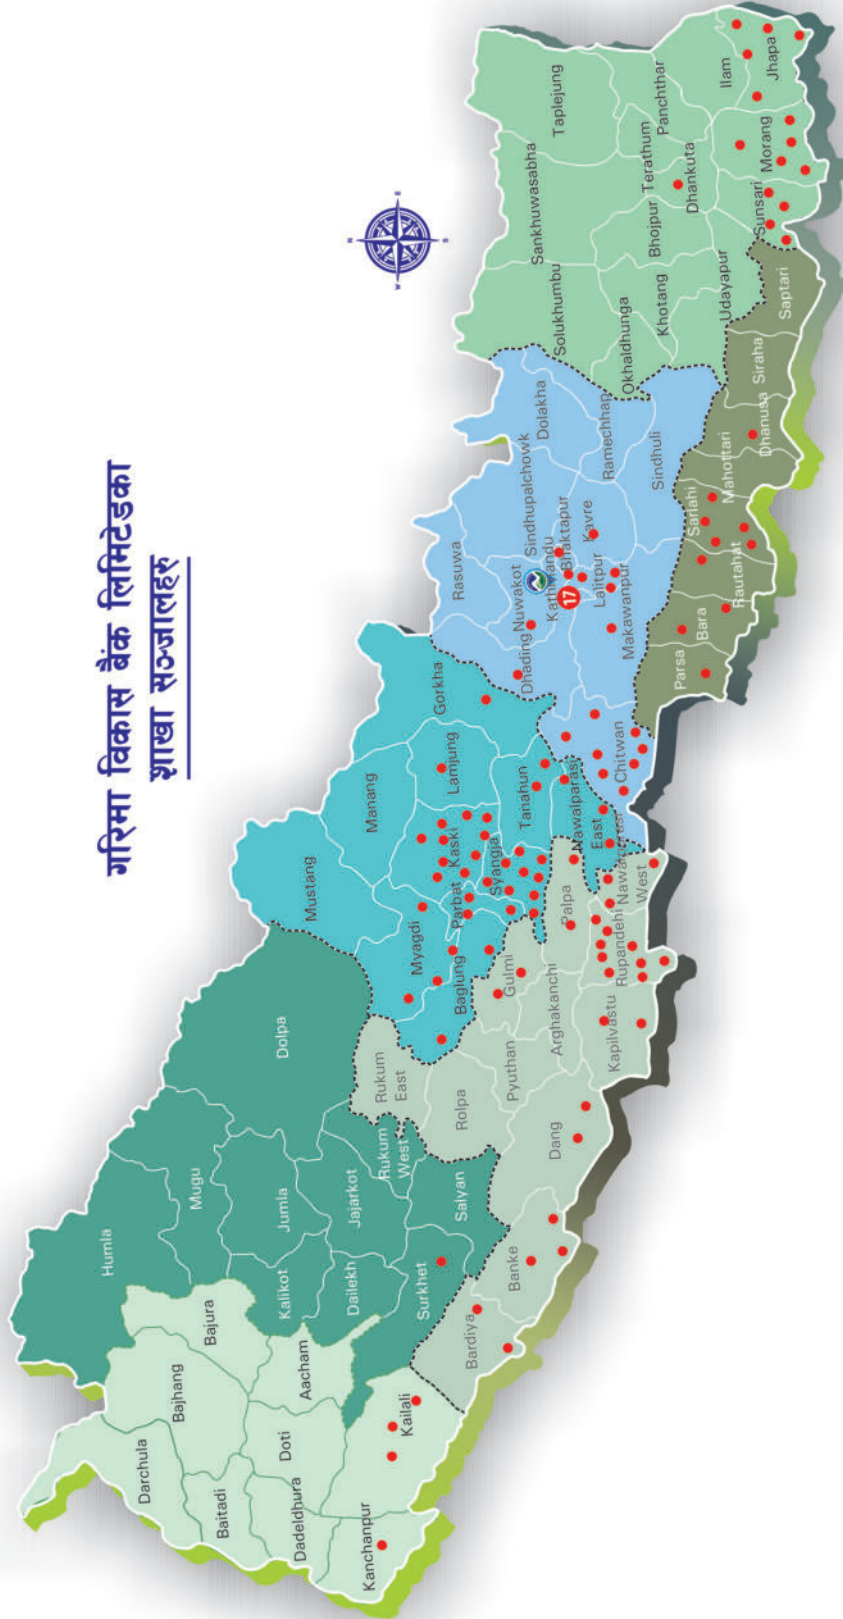 गरिमा विकास बैंक लिमिटेडका
शाखा सञ्जालहरु
N
W
E
S
Darchula
Bajhang
Humla
Baitadi
Bajura
Mugu
Dadeldhura
Doti
Aacham
Kalikot
Jumla
Dolpa
Kanchanpur
Kailali
Dailekh
Jajarkot
Surkhet
Salyan
Rukum
West
Rukum
East
Bardiya
Banke
Dang
Rolpa
Pyuthan
Arghakanchi
Gulmi
Palpa
Kapilvastu
Rupandehi
Nawalparasi
West
Mustang
Manang
Myagdi
Baglung
Parbat
Kaski
Syangja
Lamjung
Gorkha
Tanahun
Nawalparasi
East
Rasuwa
Dhading
Nuwakot
Sindhupalchowk
Kathmandu
Bhaktapur
17
Lalitpur
Kavre
Dolakha
Ramechhap
Sindhuli
Makawanpur
Chitwan
Parsa
Bara
Rautahat
Sarlahi
Mahottari
Dhanusa
Siraha
Saptari
Solukhumbu
Sankhuwasabha
Taplejung
Okhaldhunga
Khotang
Bhojpur
Terathum
Panchthar
Dhankuta
Udayapur
Sunsari
Morang
Ilam
Jhapa